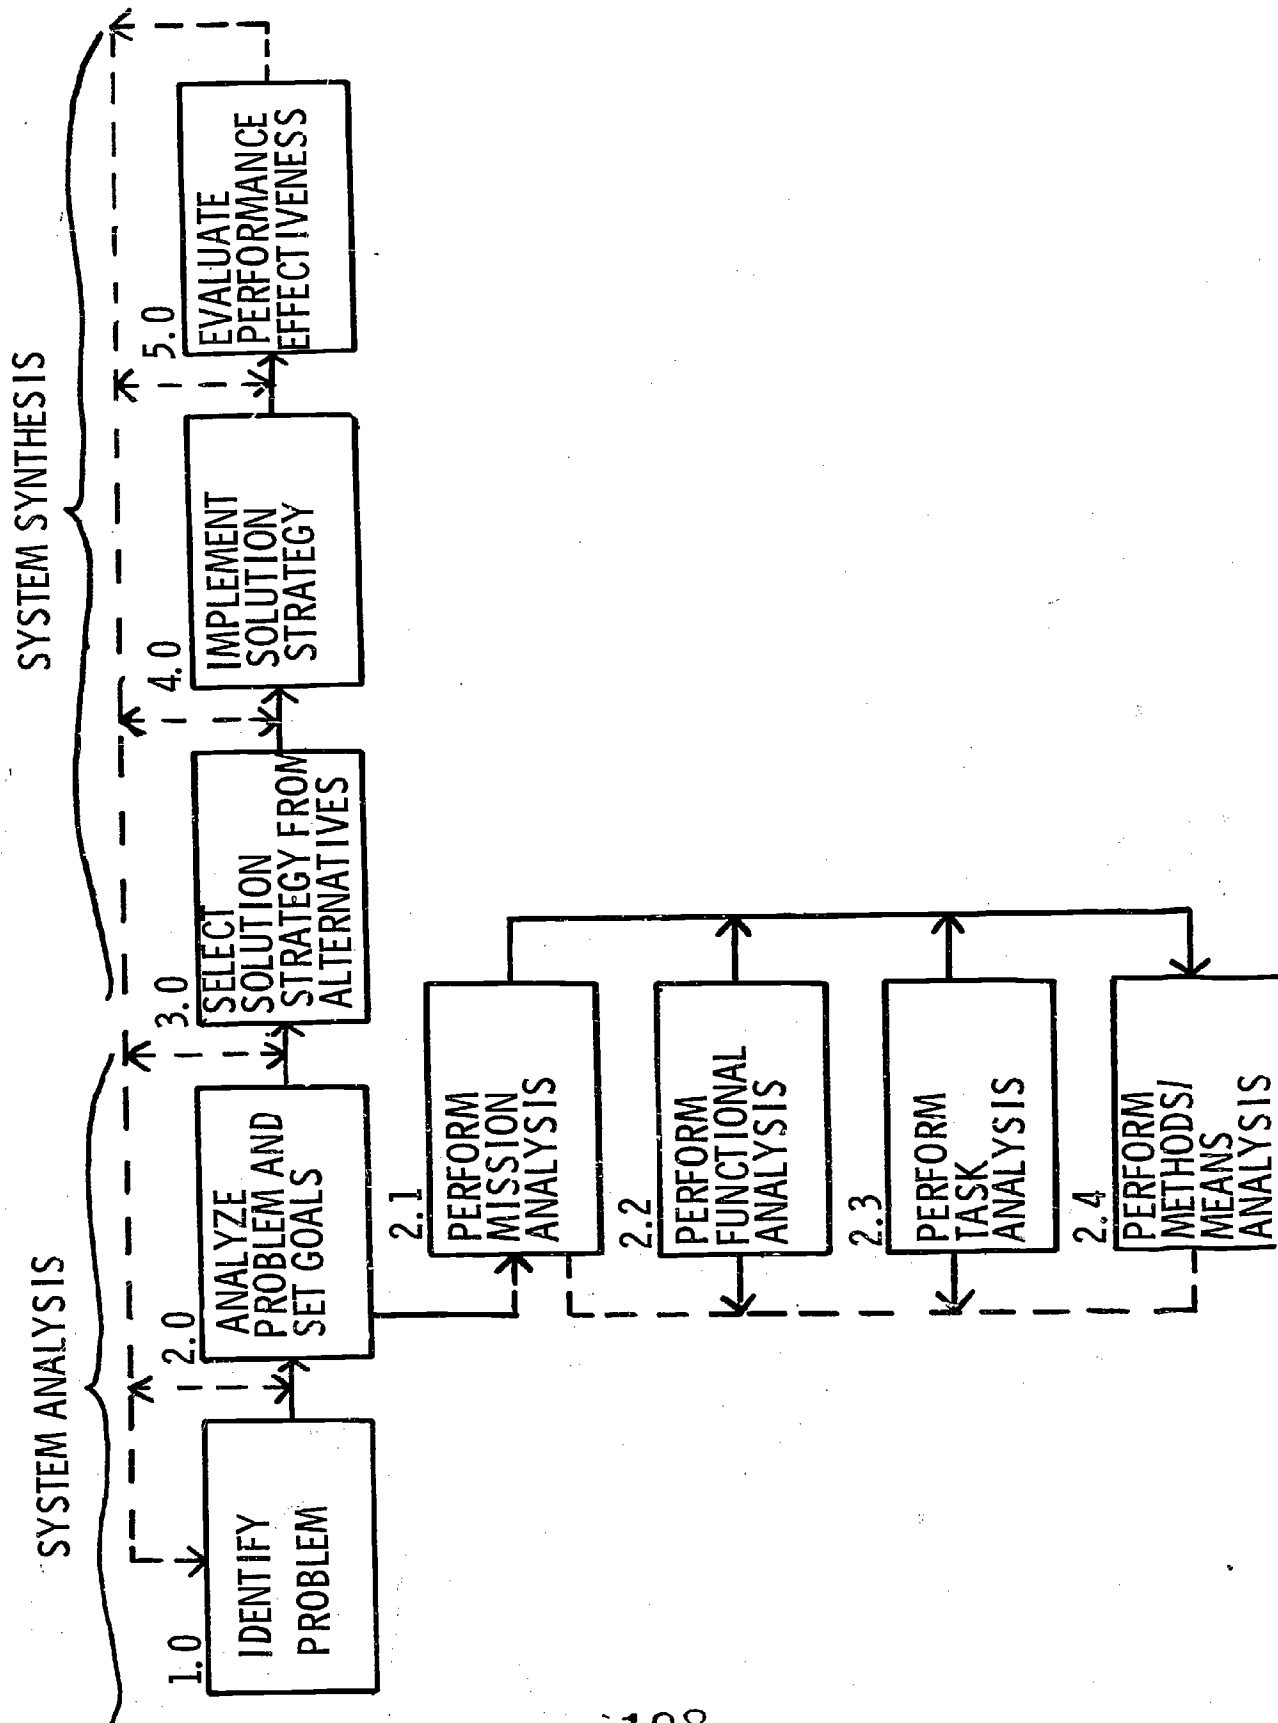 SYSTEM ANALYSIS
SYSTEM SYNTHESIS
1.0
IDENTIFY
PROBLEM
2.0
ANALYZE
PROBLEM AND
SET GOALS
3.0
SELECT
SOLUTION
STRATEGY FROM
ALTERNATIVES
4.0
IMPLEMENT
SOLUTION
STRATEGY
5.0
EVALUATE
PERFORMANCE
EFFECTIVENESS
2.1
PERFORM
MISSION
ANALYSIS
2.2
PERFORM
FUNCTIONAL
ANALYSIS
2.3
PERFORM
TASK
ANALYSIS
2.4
PERFORM
METHODS/
MEANS
ANALYSIS